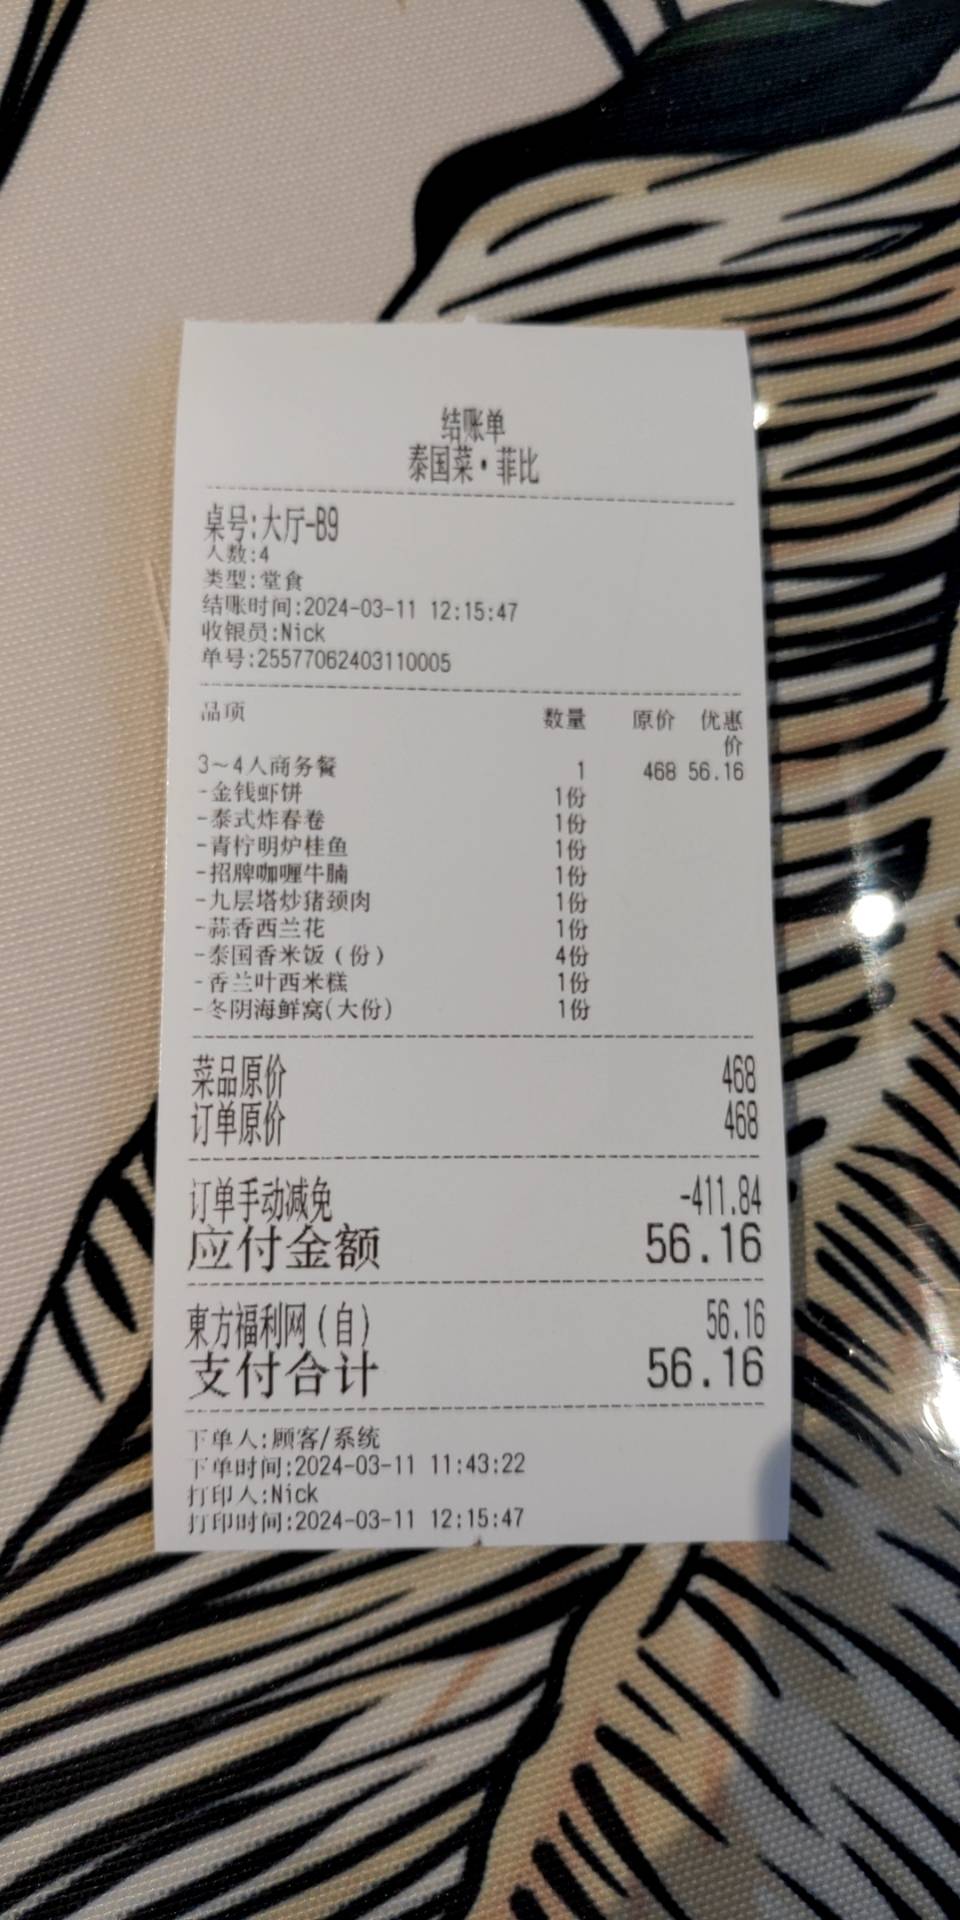 结账单
泰国菜·菲比
桌号:大厅-B9
人数:4
类型:堂食
结账时间:2024-03-11 12:15:47
收银员:Nick
单号:25577062403110005
品项 数量 原价 优惠
价
3~4人商务餐 1 468 56.16
-金钱虾饼 1份
-泰式炸春卷 1份
-青柠明炉桂鱼 1份
-招牌咖喱牛腩 1份
-九层塔炒猪颈肉 1份
-蒜香西兰花 1份
-泰国香米饭(份) 4份
-香兰叶西米糕 1份
-冬阴海鲜窝(大份) 1份
菜品原价 468
订单原价 468
订单手动减免 -411.84
应付金额 56.16
東方福利网(自) 56.16
支付合计 56.16
下单人:顾客/系统
下单时间:2024-03-11 11:43:22
打印人:Nick
打印时间:2024-03-11 12:15:47